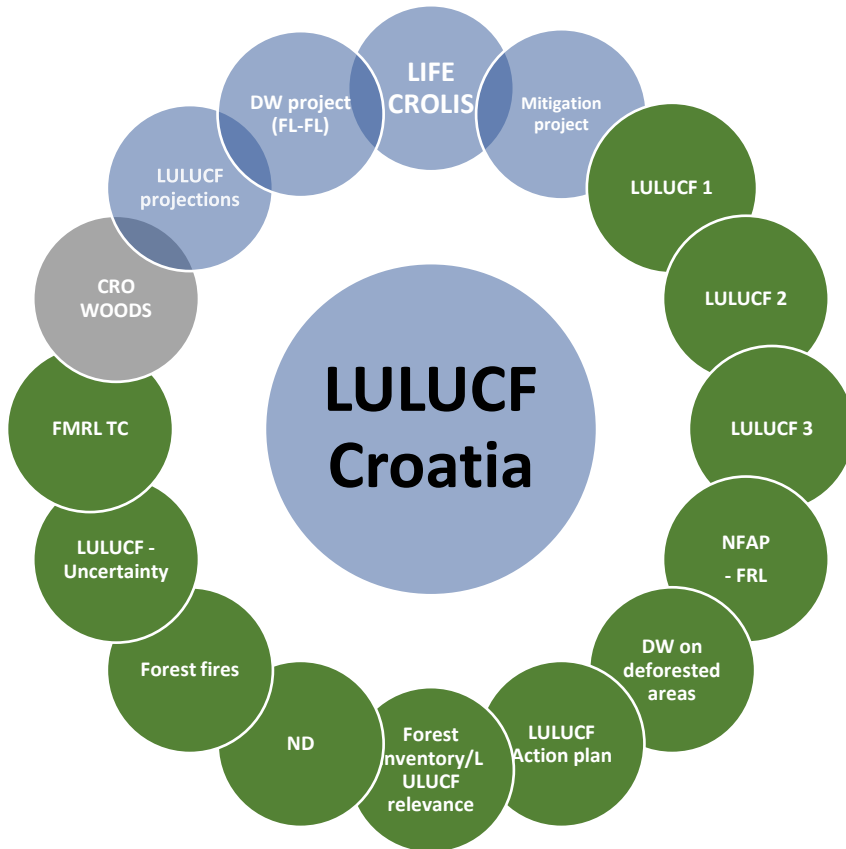 LIFE
CROLIS
Mitigation
project
LULUCF 1
LULUCF 2
LULUCF 3
NFAP
- FRL
DW on
deforested
areas
LULUCF
Action plan
Forest
nventory/L
ULUCF
relevance
ND
Forest fires
LULUCF -
Uncertainty
FMRL TC
CRO
WOODS
LULUCF
projections
DW project
(FL-FL)
LULUCF
Croatia